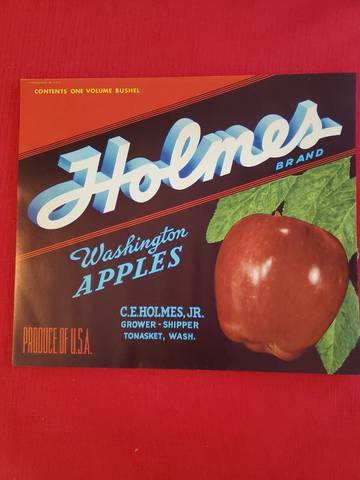 CONTENTS ONE VOLUME BUSHEL
Holmes
BRAND
Washington
APPLES
C.E. HOLMES, JR.
GROWER - SHIPPER
TONASKET, WASH.
PRODUCE OF U.S.A.